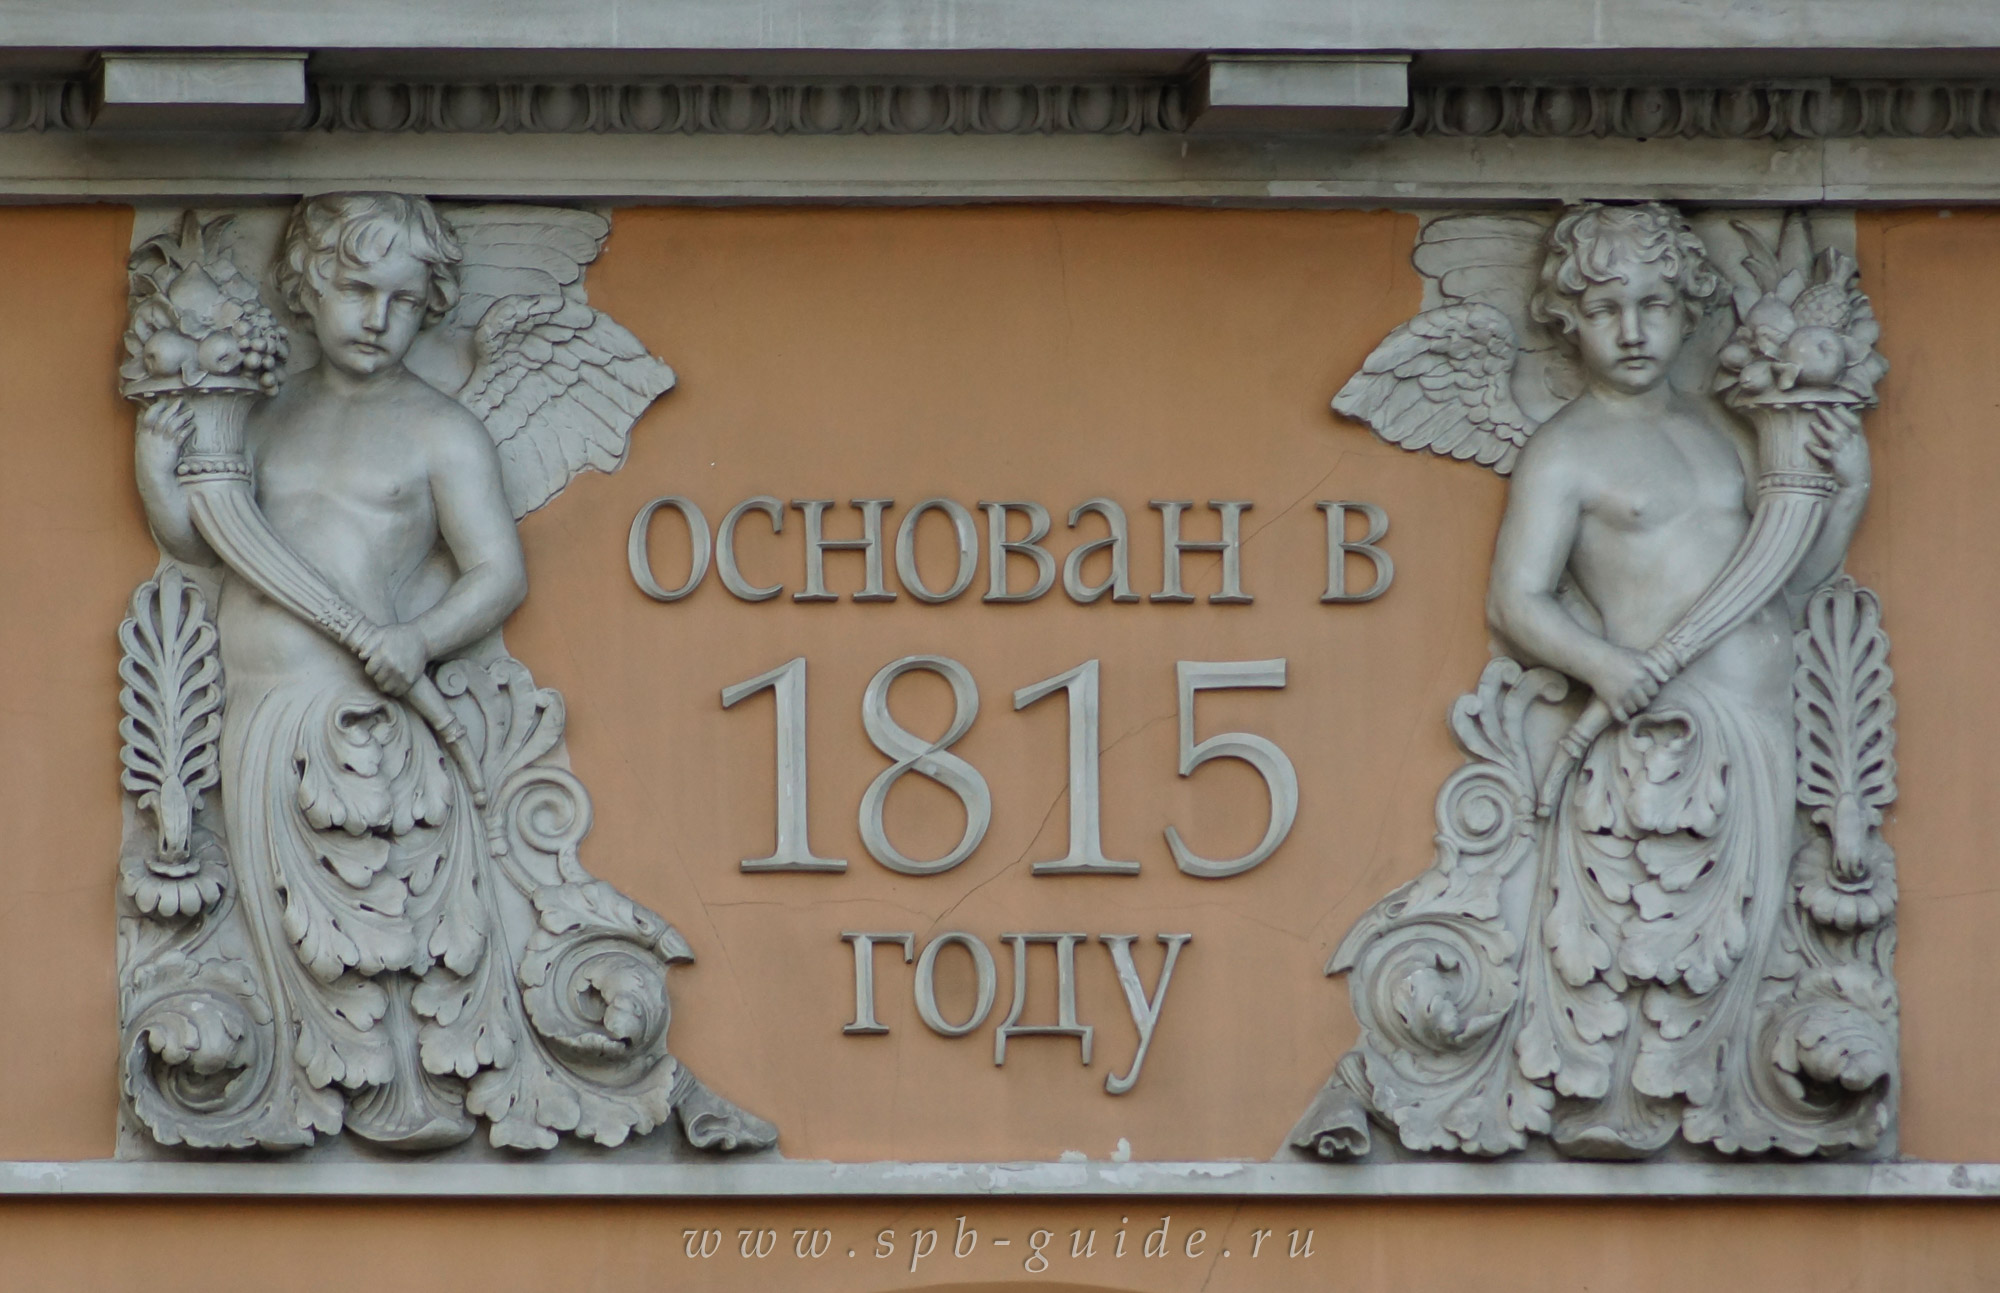 основан в
1815
году
www.spb-guide.ru